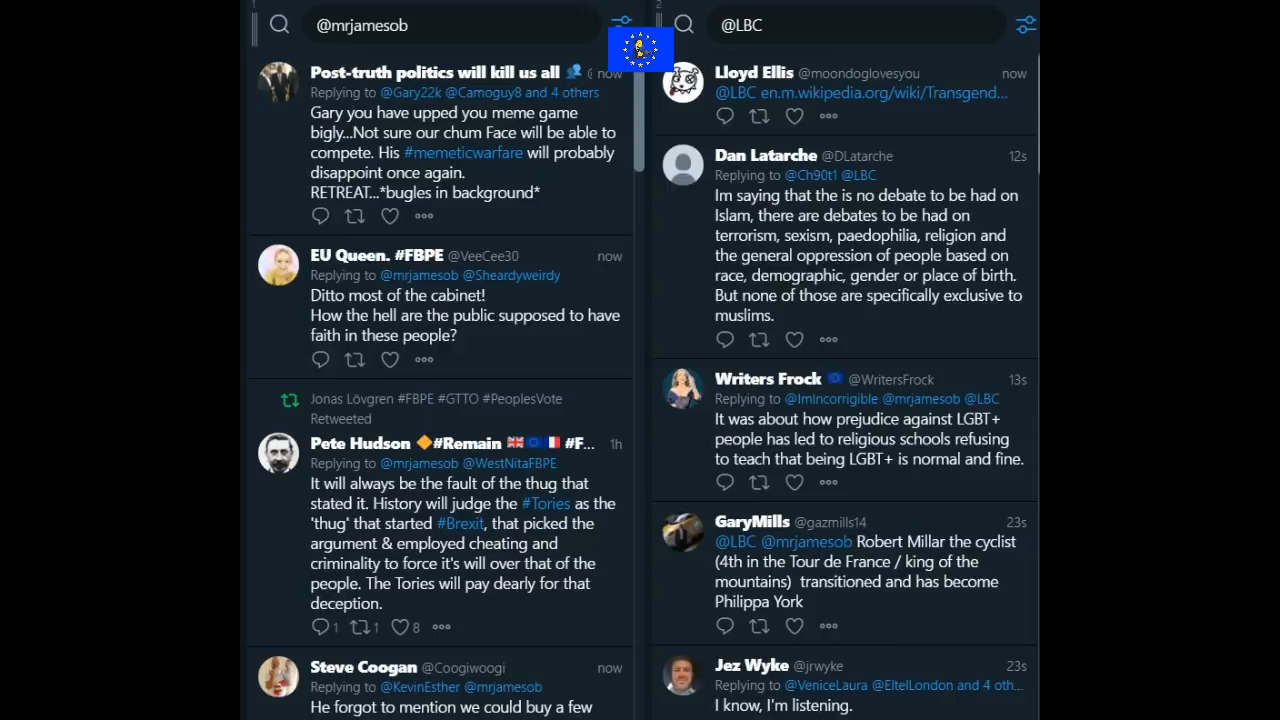 1
@mrjamesob
Post-truth politics will kill us all now
Replying to @Gary22k @Camoguy8 and 4 others
Gary you have upped you meme game
bigly...Not sure our chum Face will be able to
compete. His #memeticwarfare will probably
disappoint once again.
RETREAT...*bugles in background*
EU Queen. #FBPE @VeeCee30 now
Replying to @mrjamesob @Sheardyweirdy
Ditto most of the cabinet!
How the hell are the public supposed to have
faith in these people?
Jonas Lövgren #FBPE #GTTO #PeoplesVote
Retweeted
Pete Hudson 🔶#Remain 🇬🇧🇪🇺🇫🇷 #F... 1h
Replying to @mrjamesob @WestNitaFBPE
It will always be the fault of the thug that
stated it. History will judge the #Tories as the
'thug' that started #Brexit, that picked the
argument & employed cheating and
criminality to force it's will over that of the
people. The Tories will pay dearly for that
deception.
1 1 8
Steve Coogan @Coogiwoogi now
Replying to @KevinEsther @mrjamesob
He forgot to mention we could buy a few
2
@LBC
Lloyd Ellis @moondoglovesyou now
@LBC en.m.wikipedia.org/wiki/Transgend...
Dan Latarche @DLatarche 12s
Replying to @Ch90t1 @LBC
Im saying that the is no debate to be had on
Islam, there are debates to be had on
terrorism, sexism, paedophilia, religion and
the general oppression of people based on
race, demographic, gender or place of birth.
But none of those are specifically exclusive to
muslims.
Writers Frock 🇪🇺 @WritersFrock 13s
Replying to @ImIncorrigible @mrjamesob @LBC
It was about how prejudice against LGBT+
people has led to religious schools refusing
to teach that being LGBT+ is normal and fine.
GaryMills @gazmills14 23s
@LBC @mrjamesob Robert Millar the cyclist
(4th in the Tour de France / king of the
mountains) transitioned and has become
Philippa York
Jez Wyke @jrwyke 23s
Replying to @VeniceLaura @EltelLondon and 4 oth...
I know, I'm listening.